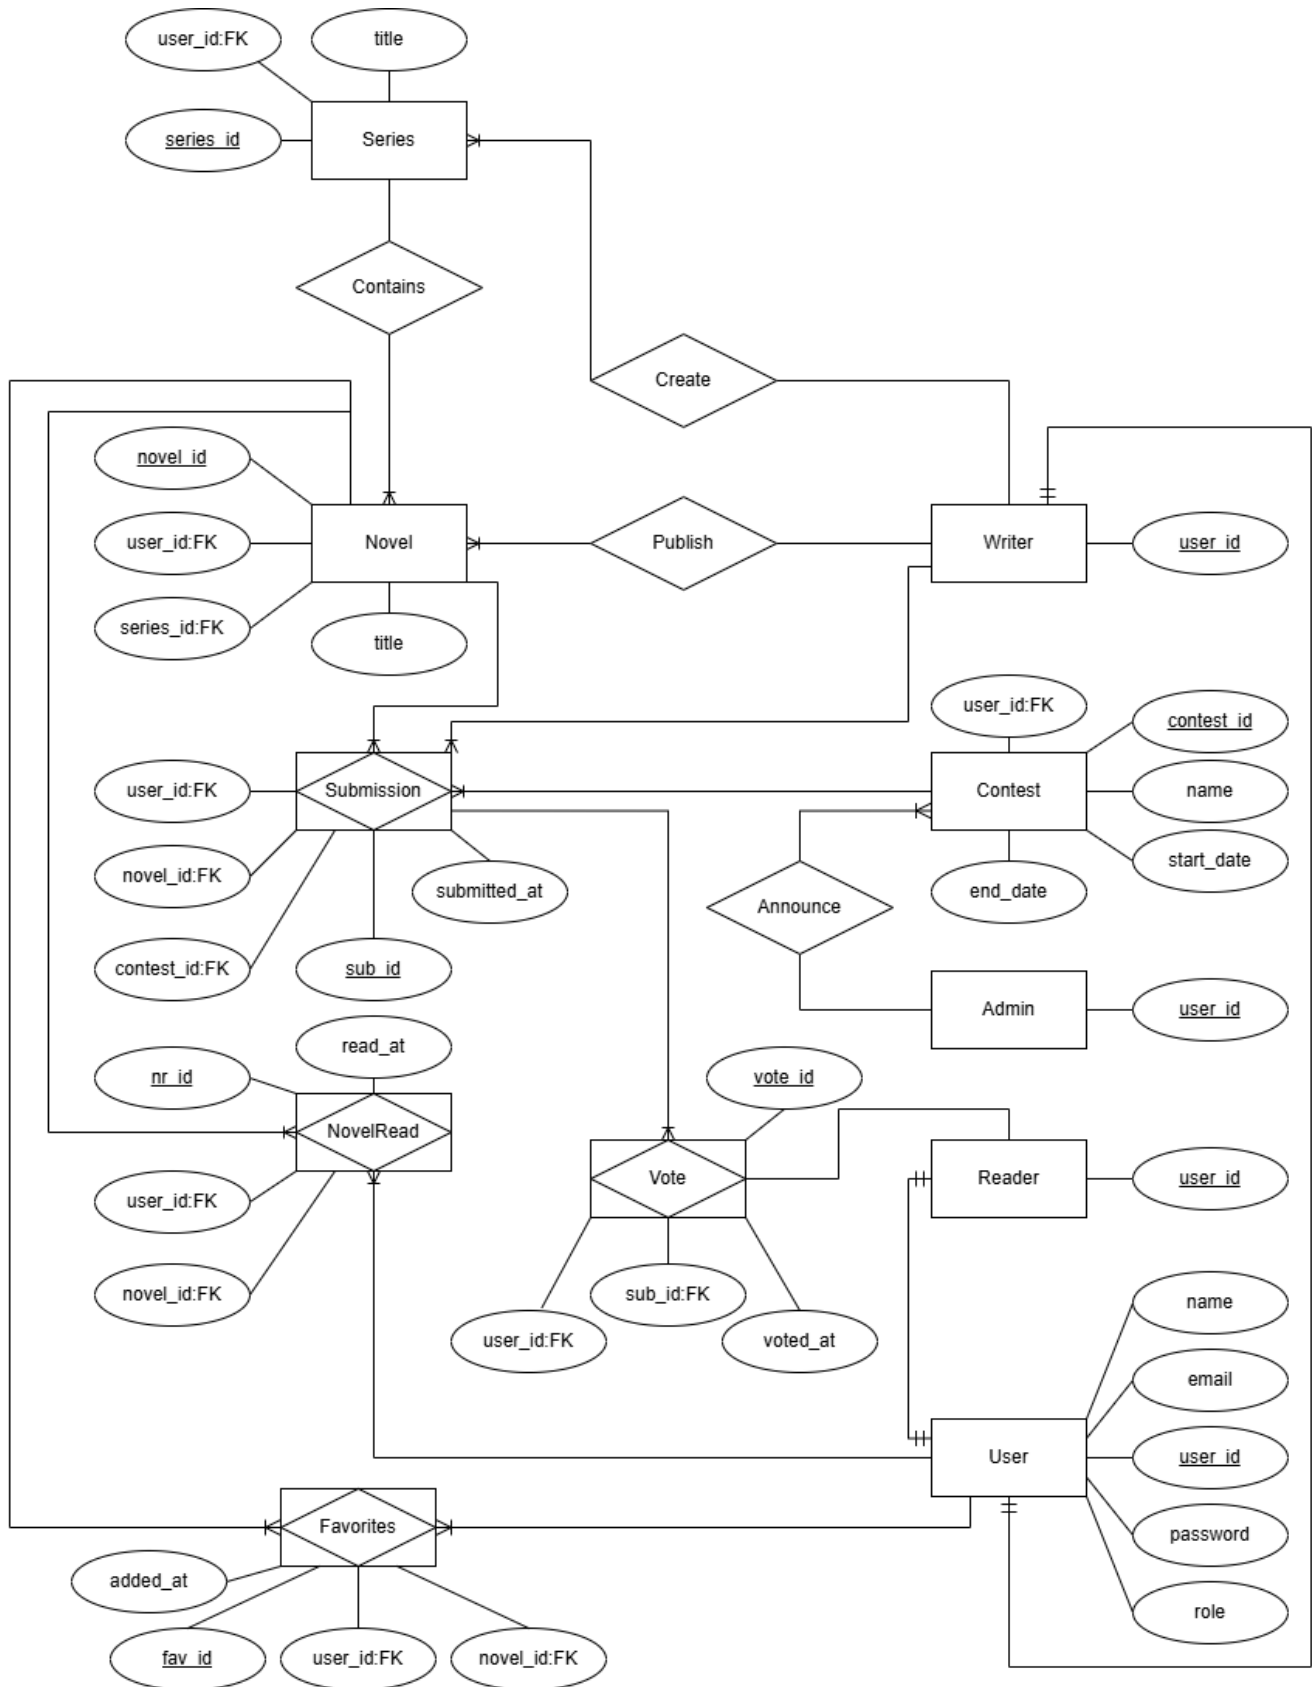 user_id:FK
title
series_id
Series
Contains
Create
novel_id
user_id:FK
Novel
Publish
Writer
user_id
series_id:FK
title
user_id:FK
contest_id
user_id:FK
Submission
Contest
name
novel_id:FK
submitted_at
end_date
start_date
Announce
contest_id:FK
sub_id
Admin
user_id
read_at
nr_id
vote_id
NovelRead
user_id:FK
Vote
Reader
user_id
novel_id:FK
sub_id:FK
user_id:FK
voted_at
name
email
User
user_id
Favorites
password
added_at
role
fav_id
user_id:FK
novel_id:FK